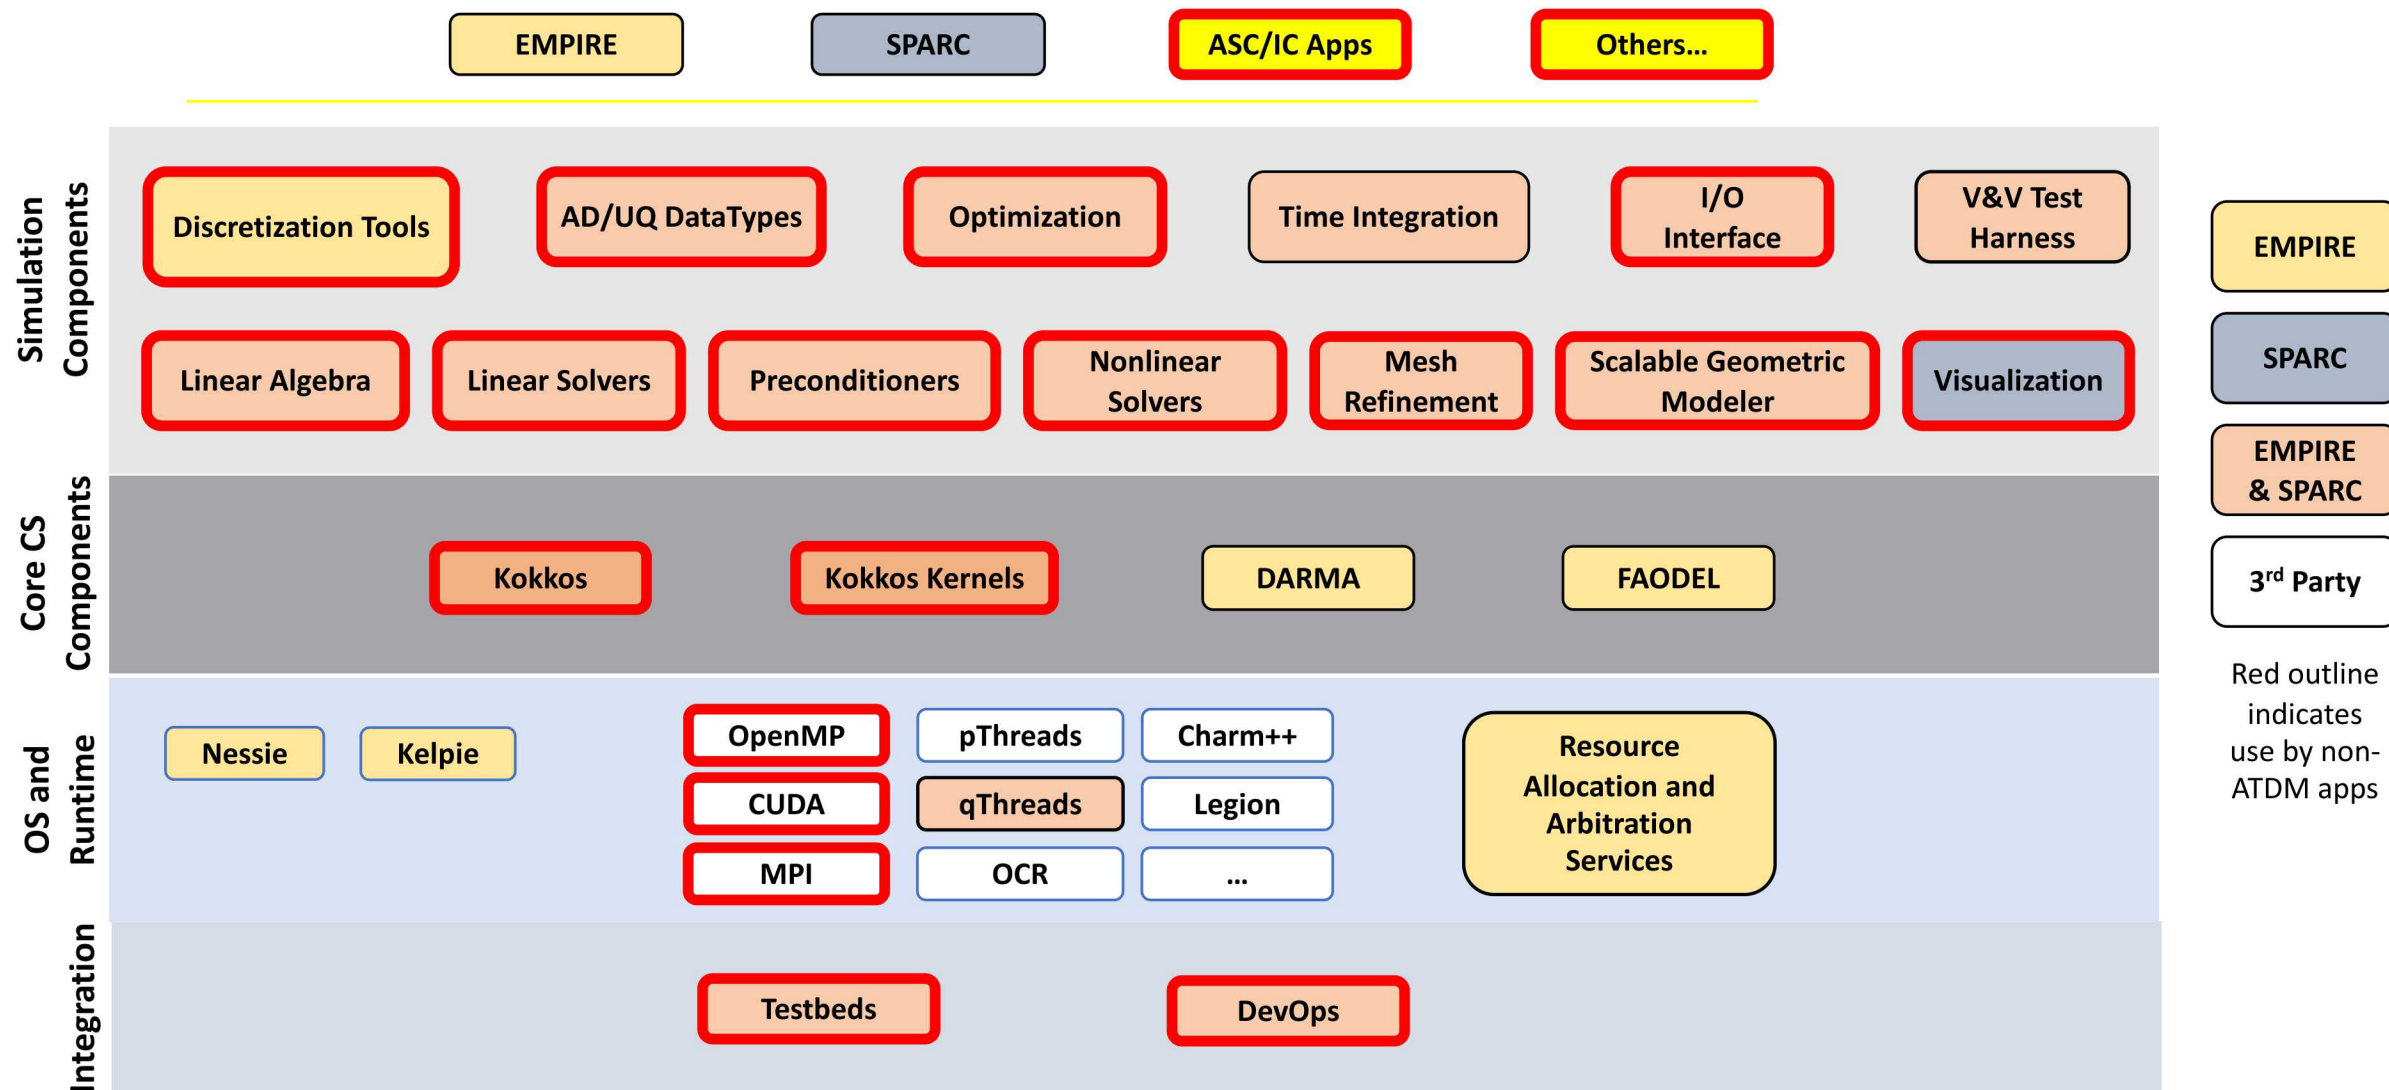 EMPIRE
SPARC
ASC/IC Apps
Others...
Simulation
Components
Discretization Tools
AD/UQ DataTypes
Optimization
Time Integration
I/O
Interface
V&V Test
Harness
Linear Algebra
Linear Solvers
Preconditioners
Nonlinear
Solvers
Mesh
Refinement
Scalable Geometric
Modeler
Visualization
Core CS
Components
Kokkos
Kokkos Kernels
DARMA
FAODEL
OS and
Runtime
Nessie
Kelpie
OpenMP
pThreads
Charm++
CUDA
qThreads
Legion
MPI
OCR
...
Resource
Allocation and
Arbitration
Services
Integration
Testbeds
DevOps
EMPIRE
SPARC
EMPIRE
& SPARC
3rd Party
Red outline
indicates
use by non-
ATDM apps